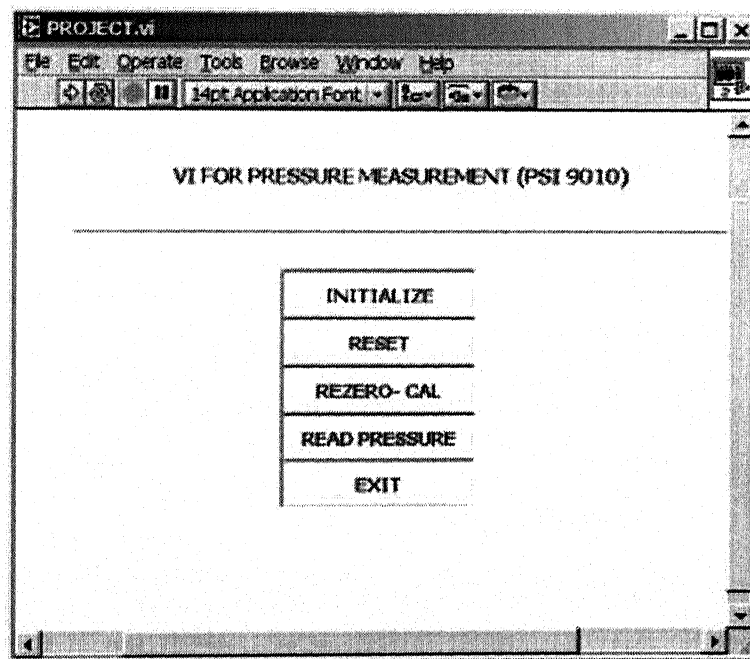 PROJECT.vi
File Edit Operate Tools Browse Window Help
14pt Application Font
VI FOR PRESSURE MEASUREMENT (PSI 9010)
INITIALIZE
RESET
REZERO- CAL
READ PRESSURE
EXIT